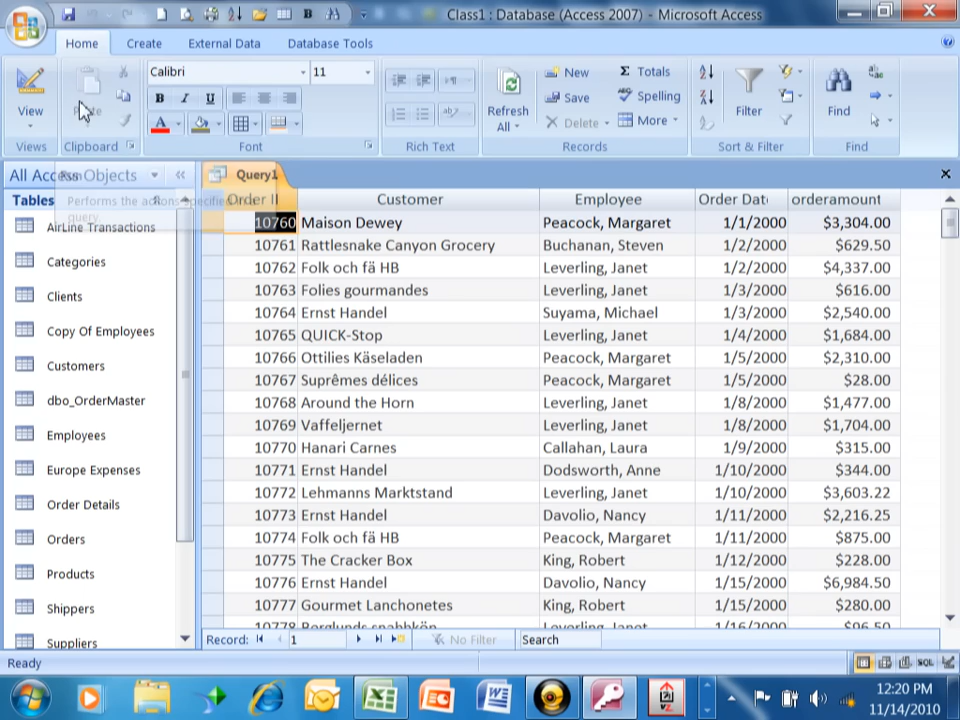 Class1 : Database (Access 2007) - Microsoft Access
Home
Create
External Data
Database Tools
View
Views
Clipboard
Calibri
11
B
I
U
A
Font
Rich Text
Refresh
All
New
Save
Delete
Totals
Spelling
More
Records
Filter
Sort & Filter
Find
Find
Run
Performs the actions specified
query.
Tables
AirLine Transactions
Categories
Clients
Copy Of Employees
Customers
dbo_OrderMaster
Employees
Europe Expenses
Order Details
Orders
Products
Shippers
Suppliers
Query1
Customer Employee orderamount
10760 Maison Dewey Peacock, Margaret 1/1/2000 $3,304.00
10761 Rattlesnake Canyon Grocery Buchanan, Steven 1/2/2000 $629.50
10762 Folk och fä HB Leverling, Janet 1/2/2000 $4,337.00
10763 Folies gourmandes Leverling, Janet 1/3/2000 $616.00
10764 Ernst Handel Suyama, Michael 1/3/2000 $2,540.00
10765 QUICK-Stop Leverling, Janet 1/4/2000 $1,684.00
10766 Ottilies Käseladen Peacock, Margaret 1/5/2000 $2,310.00
10767 Suprêmes délices Peacock, Margaret 1/5/2000 $28.00
10768 Around the Horn Leverling, Janet 1/8/2000 $1,477.00
10769 Vaffeljernet Leverling, Janet 1/8/2000 $1,704.00
10770 Hanari Carnes Callahan, Laura 1/9/2000 $315.00
10771 Ernst Handel Dodsworth, Anne 1/10/2000 $344.00
10772 Lehmanns Marktstand Leverling, Janet 1/10/2000 $3,603.22
10773 Ernst Handel Davolio, Nancy 1/11/2000 $2,216.25
10774 Folk och fä HB Peacock, Margaret 1/11/2000 $875.00
10775 The Cracker Box King, Robert 1/12/2000 $228.00
10776 Ernst Handel Davolio, Nancy 1/15/2000 $6,984.50
10777 Gourmet Lanchonetes King, Robert 1/15/2000 $280.00
Record: 1 No Filter Search
Ready
SQL
12:20 PM
11/14/2010